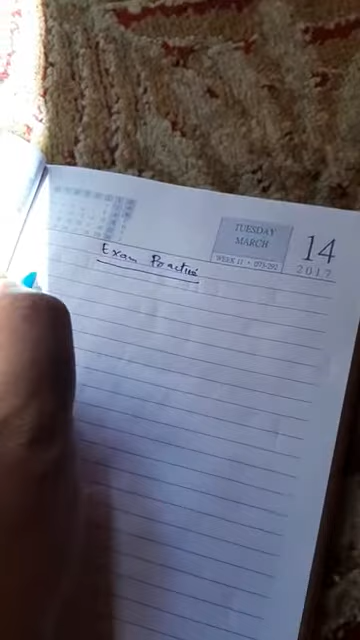 TUESDAY
MARCH
14
WEEK 11 • 073-292
2017
Exam Practice